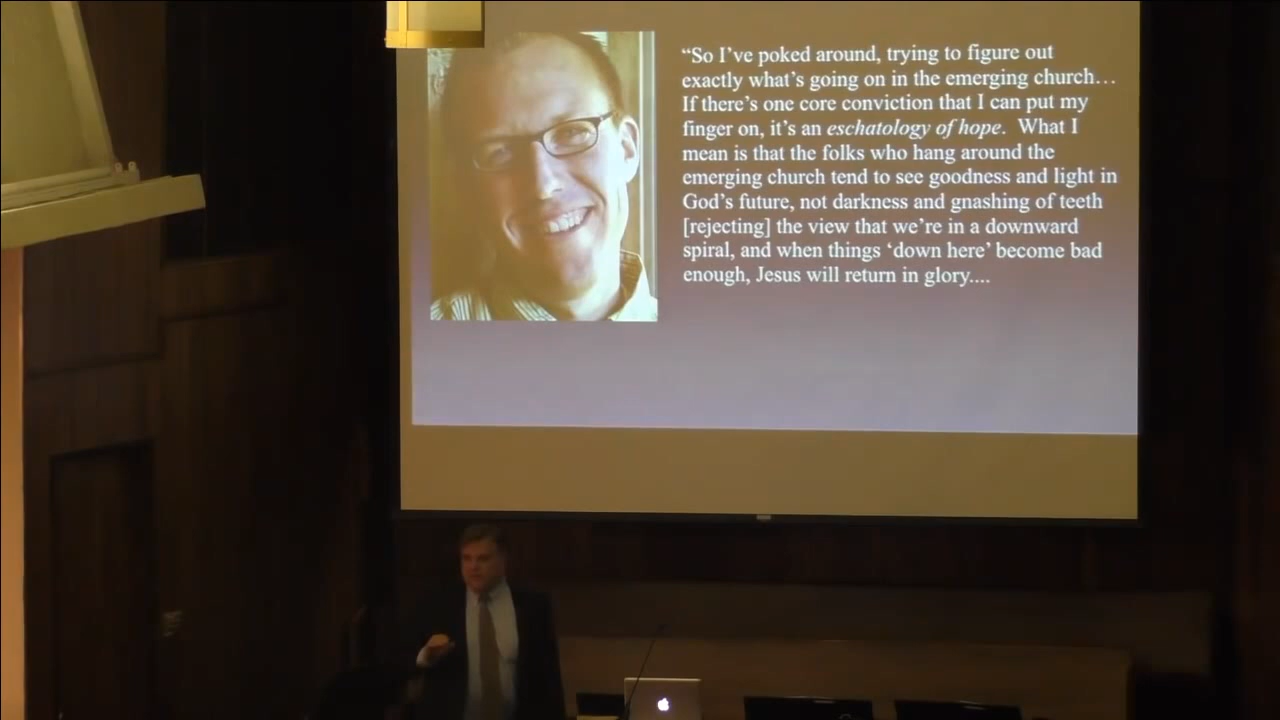 “So I’ve poked around, trying to figure out
exactly what’s going on in the emerging church…
If there’s one core conviction that I can put my
finger on, it’s an eschatology of hope.  What I
mean is that the folks who hang around the
emerging church tend to see goodness and light in
God’s future, not darkness and gnashing of teeth
[rejecting] the view that we’re in a downward
spiral, and when things ‘down here’ become bad
enough, Jesus will return in glory....